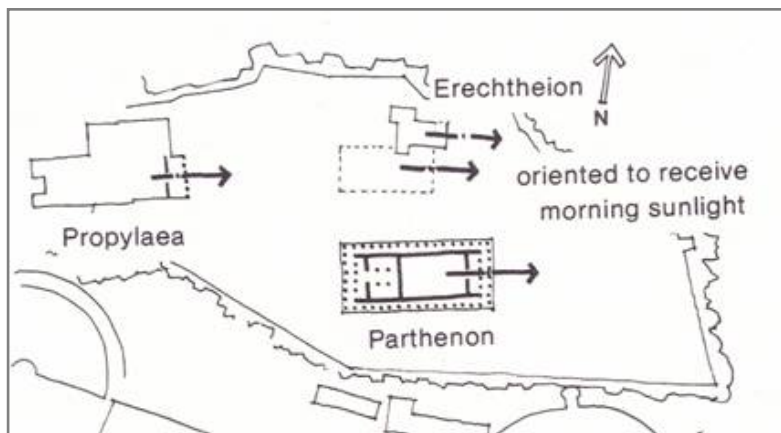 Erechtheion
N
oriented to receive
morning sunlight
Propylaea
Parthenon